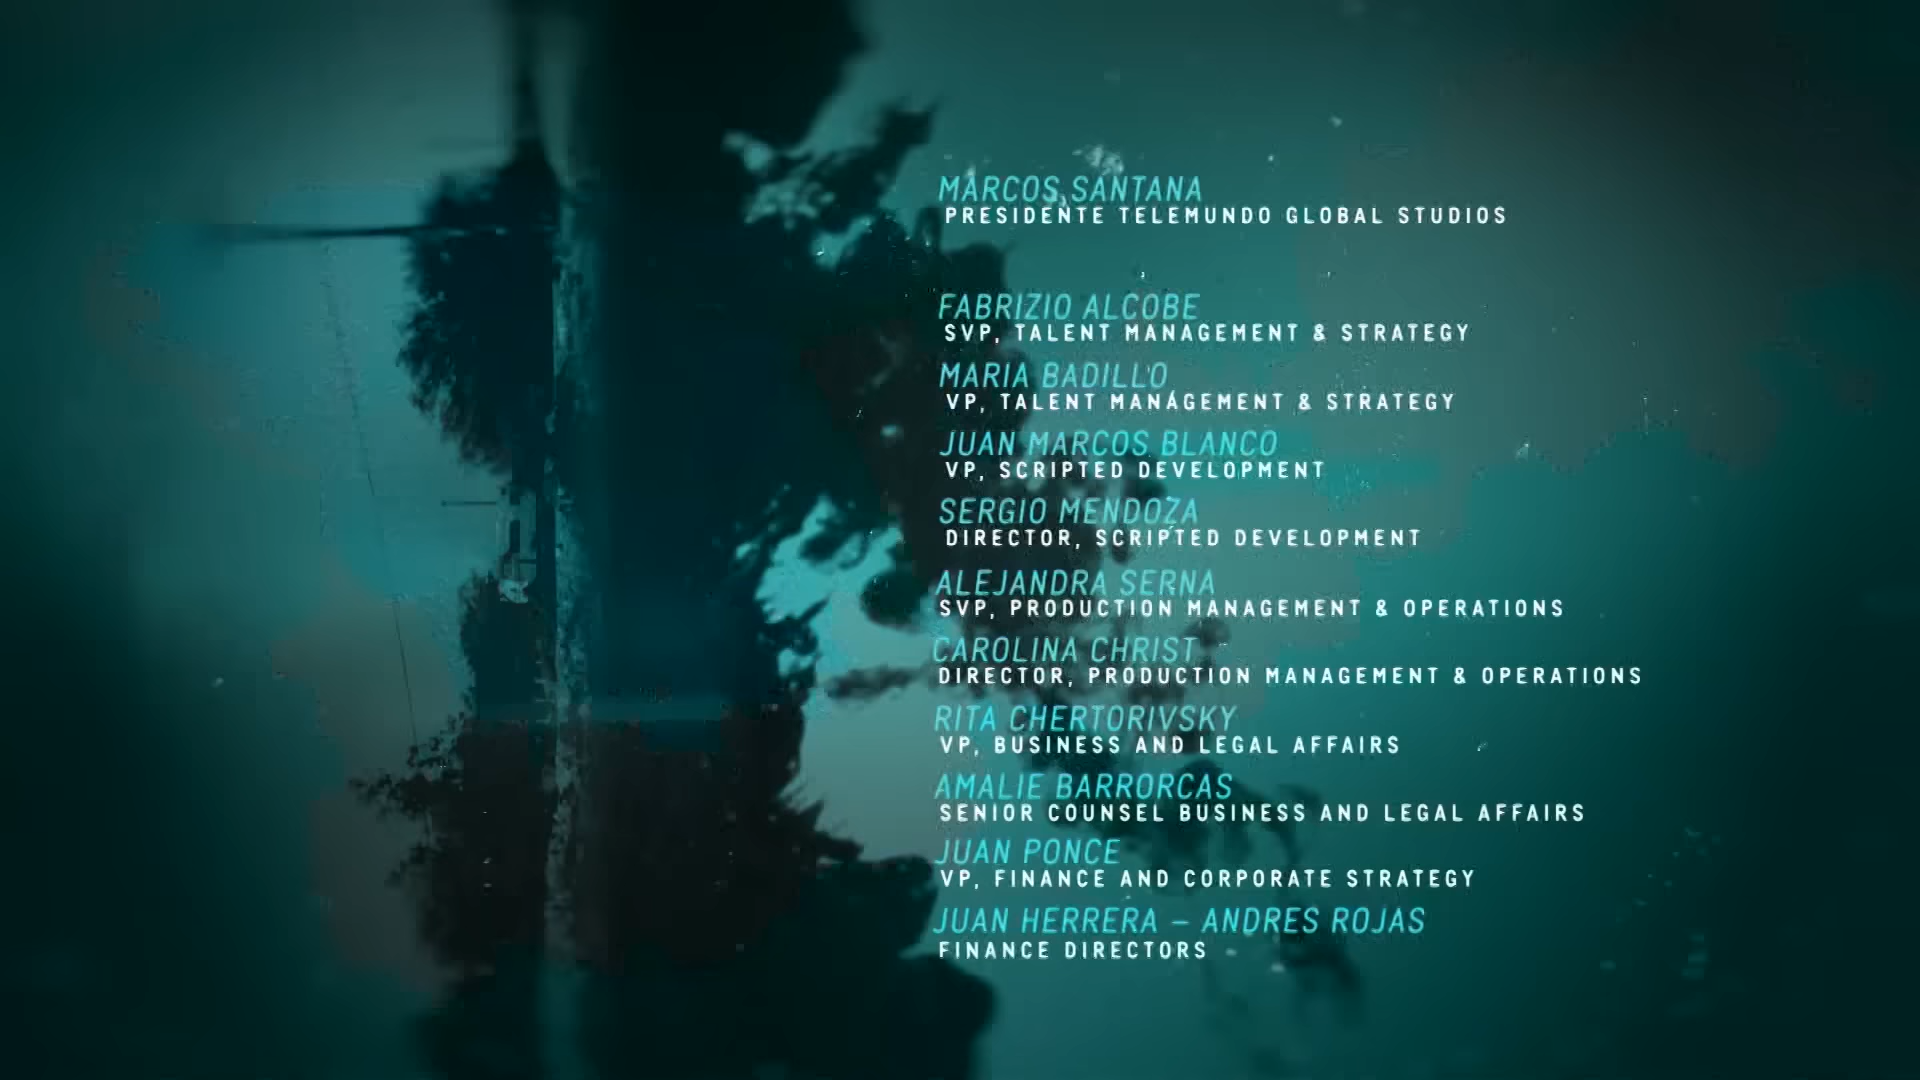 MARCOS SANTANA
PRESIDENTE TELEMUNDO GLOBAL STUDIOS
FABRIZIO ALCOBE
SVP, TALENT MANAGEMENT & STRATEGY
MARIA BADILLO
VP, TALENT MANAGEMENT & STRATEGY
JUAN MARCOS BLANCO
VP, SCRIPTED DEVELOPMENT
SERGIO MENDOZA
DIRECTOR, SCRIPTED DEVELOPMENT
ALEJANDRA SERNA
SVP, PRODUCTION MANAGEMENT & OPERATIONS
CAROLINA CHRIST
DIRECTOR, PRODUCTION MANAGEMENT & OPERATIONS
RITA CHERTORIVSKY
VP, BUSINESS AND LEGAL AFFAIRS
AMALIE BARRORCAS
SENIOR COUNSEL BUSINESS AND LEGAL AFFAIRS
JUAN PONCE
VP, FINANCE AND CORPORATE STRATEGY
JUAN HERRERA – ANDRES ROJAS
FINANCE DIRECTORS